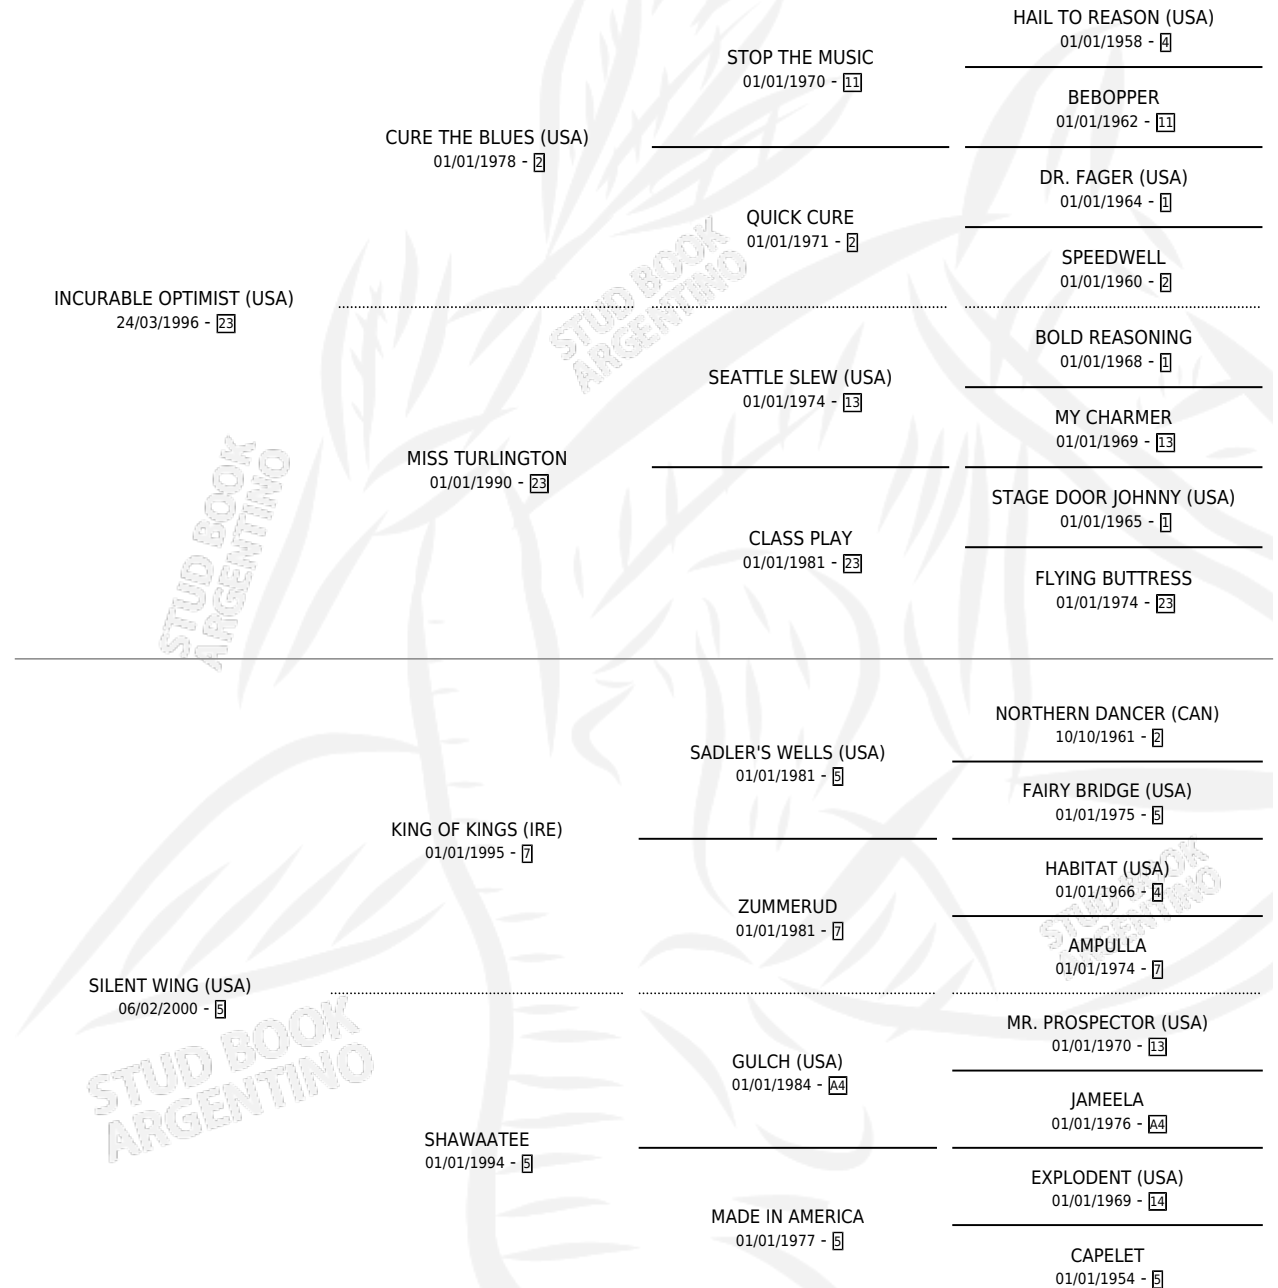 HAIL TO REASON (USA)
01/01/1958 - 4
STOP THE MUSIC
01/01/1970 - 11
BEBOPPER
01/01/1962 - 11
CURE THE BLUES (USA)
01/01/1978 - 2
DR. FAGER (USA)
01/01/1964 - 1
QUICK CURE
01/01/1971 - 2
SPEEDWELL
01/01/1960 - 2
INCURABLE OPTIMIST (USA)
24/03/1996 - 23
BOLD REASONING
01/01/1968 - 1
SEATTLE SLEW (USA)
01/01/1974 - 13
MY CHARMER
01/01/1969 - 13
MISS TURLINGTON
01/01/1990 - 23
STAGE DOOR JOHNNY (USA)
01/01/1965 - 1
CLASS PLAY
01/01/1981 - 23
FLYING BUTTRESS
01/01/1974 - 23
STUD BOOK
ARGENTINO
STUD BOOK
ARGENTINO
NORTHERN DANCER (CAN)
10/10/1961 - 2
SADLER'S WELLS (USA)
01/01/1981 - 5
FAIRY BRIDGE (USA)
01/01/1975 - 5
KING OF KINGS (IRE)
01/01/1995 - 7
HABITAT (USA)
01/01/1966 - 4
ZUMMERUD
01/01/1981 - 7
AMPULLA
01/01/1974 - 7
SILENT WING (USA)
06/02/2000 - 5
MR. PROSPECTOR (USA)
01/01/1970 - 13
GULCH (USA)
01/01/1984 - A4
JAMEELA
01/01/1976 - A4
SHAWAATEE
01/01/1994 - 5
EXPLODENT (USA)
01/01/1969 - 14
MADE IN AMERICA
01/01/1977 - 5
CAPELET
01/01/1954 - 5
STUD BOOK
ARGENTINO
STUD BOOK
ARGENTINO